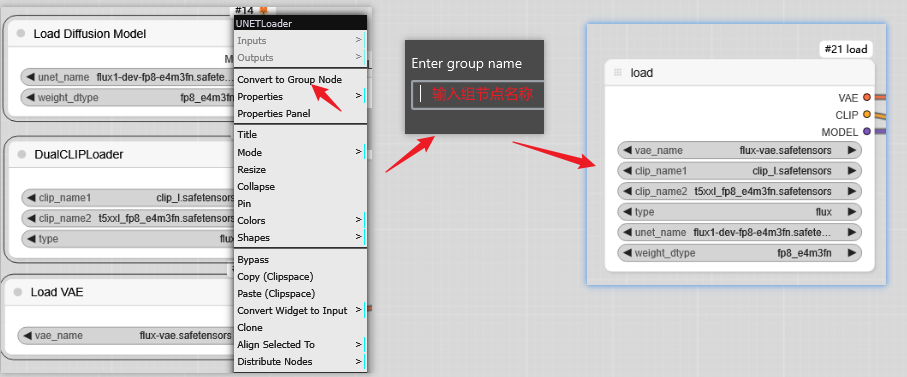 #14
Load Diffusion Model
unet_name flux1-dev-fp8-e4m3fn.safete...
weight_dtype fp8_e4m3fn
DualCLIPLoader
clip_name1 clip_l.safetensors
clip_name2 t5xxl_fp8_e4m3fn.safetensors
type flu
Load VAE
vae_name flux-vae.safetensors
UNETLoader
Inputs >
Outputs >
Convert to Group Node
Properties >
Properties Panel
Title
Mode >
Resize
Collapse
Pin
Colors >
Shapes >
Bypass
Copy (Clipspace)
Paste (Clipspace)
Convert Widget to Input >
Clone
Align Selected To >
Distribute Nodes >
Enter group name
输入组节点名称
#21 load
load
VAE
CLIP
MODEL
vae_name flux-vae.safetensors
clip_name1 clip_l.safetensors
clip_name2 t5xxl_fp8_e4m3fn.safetensors
type flux
unet_name flux1-dev-fp8-e4m3fn.safete...
weight_dtype fp8_e4m3fn